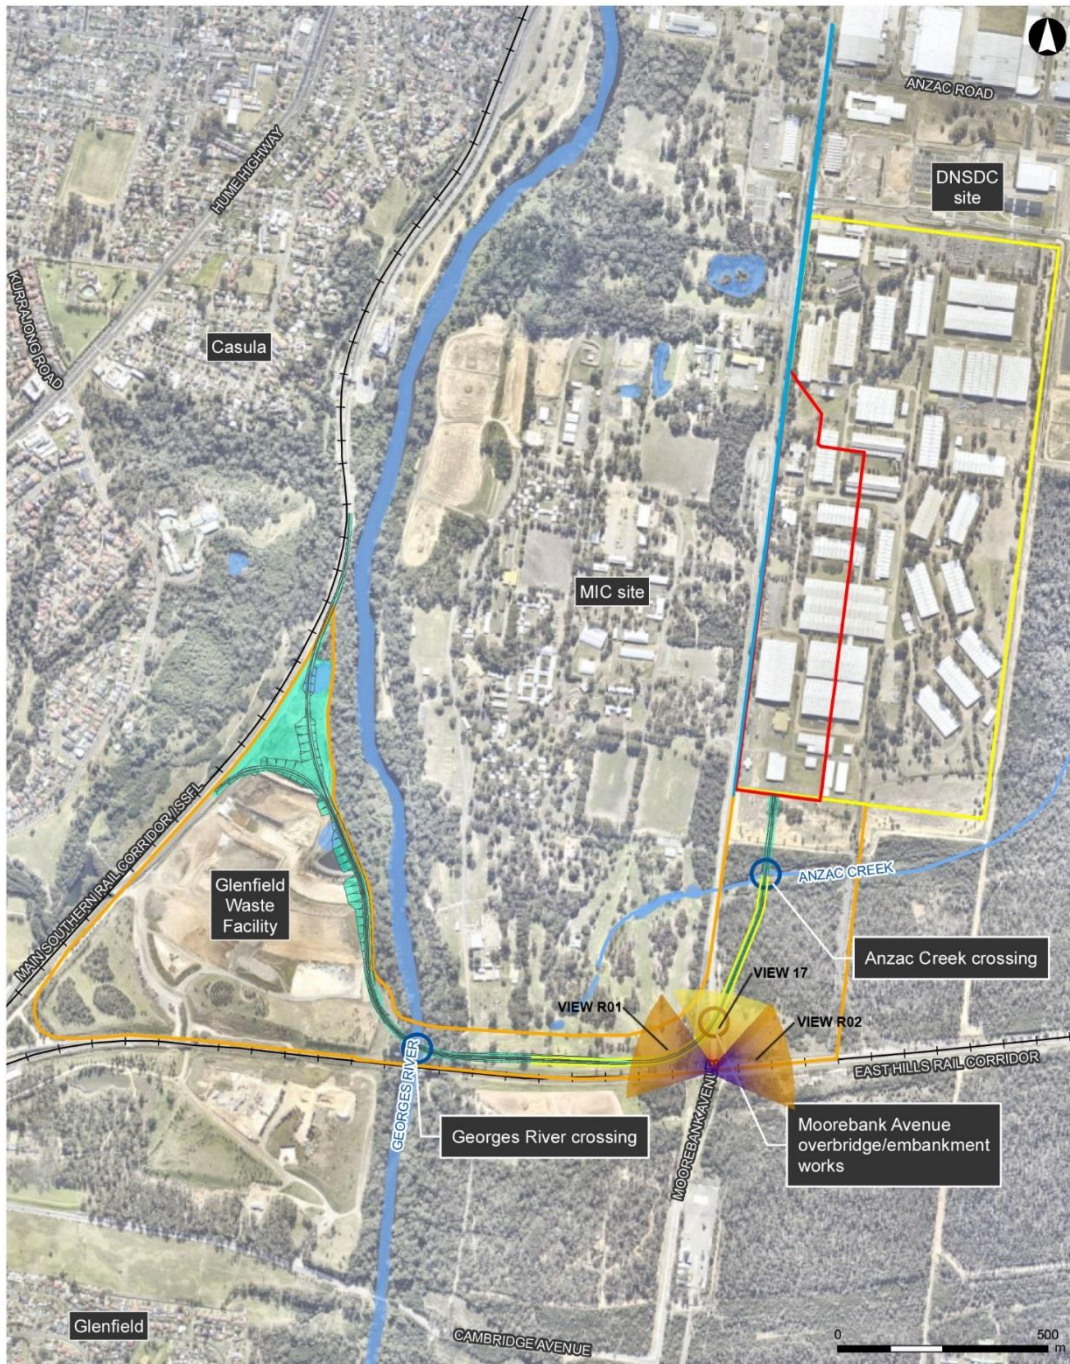 ANZAC ROAD
DNSDC
site
HUME HIGHWAY
KURRAJONG ROAD
Casula
MIC site
MAIN SOUTHERN RAIL CORRIDOR / SSFL
Glenfield
Waste
Facility
ANZAC CREEK
Anzac Creek crossing
VIEW 17
VIEW R01
VIEW R02
EAST HILLS RAIL CORRIDOR
GEORGES RIVER
Georges River crossing
MOOREBANK AVENUE
Moorebank Avenue
overbridge/embankment
works
Glenfield
CAMBRIDGE AVENUE
0
500
m